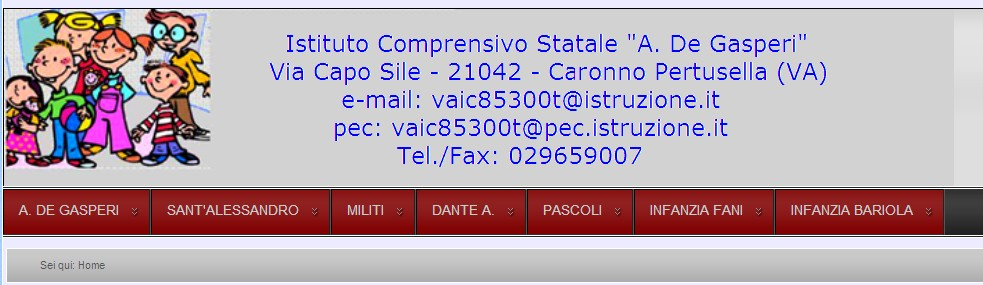 Istituto Comprensivo Statale "A. De Gasperi"
Via Capo Sile - 21042 - Caronno Pertusella (VA)
e-mail: vaic85300t@istruzione.it
pec: vaic85300t@pec.istruzione.it
Tel./Fax: 029659007
A. DE GASPERI SANT'ALESSANDRO MILITI DANTE A. PASCOLI INFANZIA FANI INFANZIA BARIOLA
Sei qui: Home